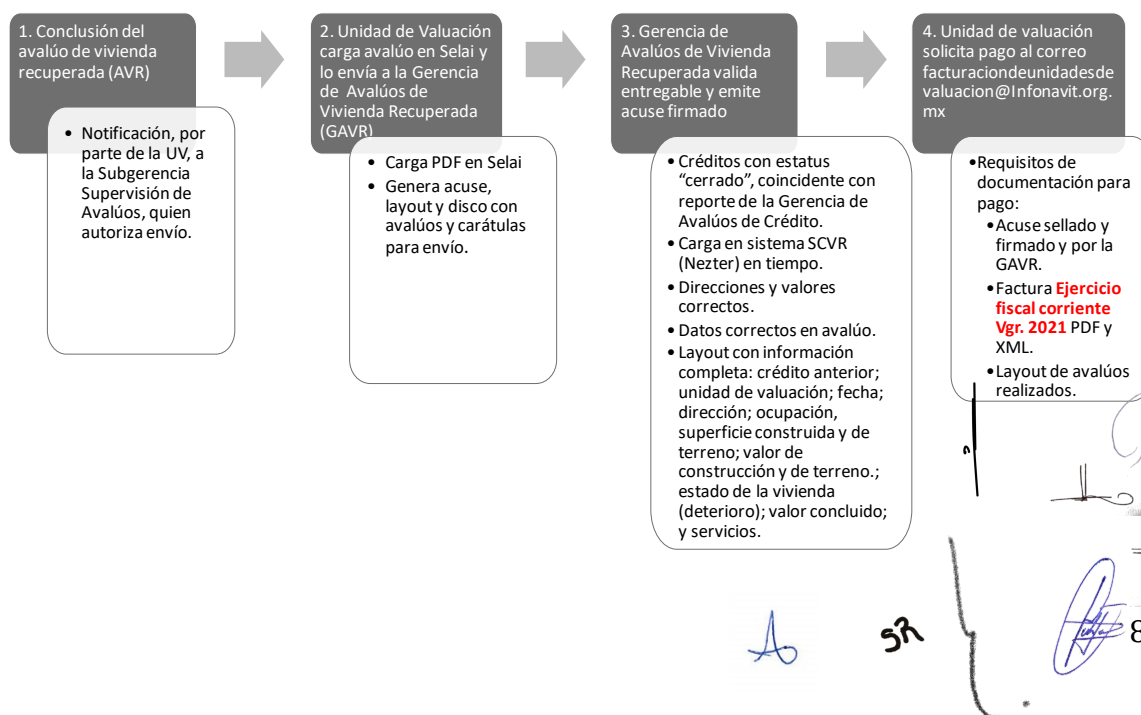 1. Conclusión del
avalúo de vivienda
recuperada (AVR)
• Notificación, por
parte de la UV, a
la Subgerencia
Supervisión de
Avalúos, quien
autoriza envío.
2. Unidad de Valuación
carga avalúo en Selai y
lo envía a la Gerencia
de Avalúos de
Vivienda Recuperada
(GAVR)
• Carga PDF en Selai
• Genera acuse,
layout y disco con
avalúos y carátulas
para envío.
3. Gerencia de
Avalúos de Vivienda
Recuperada valida
entregable y emite
acuse firmado
• Créditos con estatus
“cerrado”, coincidente con
reporte de la Gerencia de
Avalúos de Crédito.
• Carga en sistema SCVR
(Nezter) en tiempo.
• Direcciones y valores
correctos.
• Datos correctos en avalúo.
• Layout con información
completa: crédito anterior;
unidad de valuación; fecha;
dirección; ocupación,
superficie construida y de
terreno; valor de
construcción y de terreno.;
estado de la vivienda
(deterioro); valor concluido;
y servicios.
4. Unidad de valuación
solicita pago al correo
facturaciondeunidadesde
valuacion@Infonavit.org.
mx
• Requisitos de
documentación para
pago:
• Acuse sellado y
firmado y por la
GAVR.
• Factura Ejercicio
fiscal corriente
Vgr. 2021 PDF y
XML.
• Layout de avalúos
realizados.
SR
8